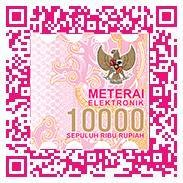 METERAI
ELEKTRONIK
10000
SEPULUH RIBU RUPIAH